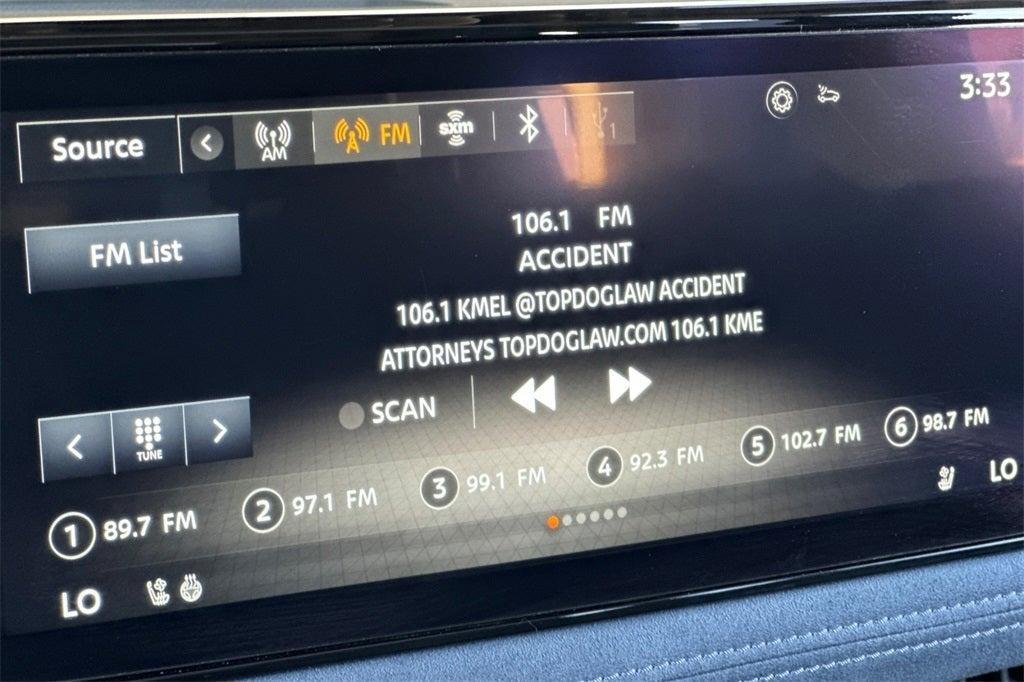 3:33
Source
AM
FM
sxm
1
FM List
106.1 FM
ACCIDENT
106.1 KMEL @TOPDOGLAW ACCIDENT
ATTORNEYS TOPDOGLAW.COM 106.1 KME
SCAN
TUNE
1 89.7 FM
2 97.1 FM
3 99.1 FM
4 92.3 FM
5 102.7 FM
6 98.7 FM
LO
LO